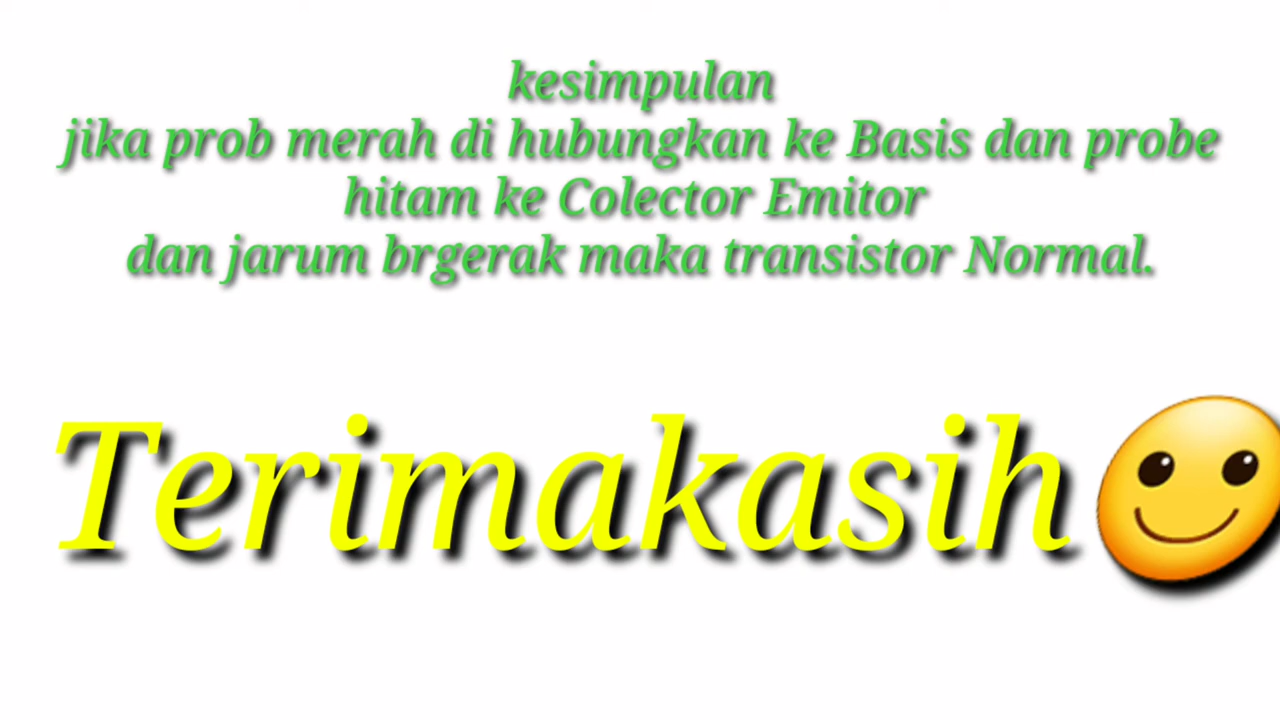 kesimpulan
jika prob merah di hubungkan ke Basis dan probe
hitam ke Colector Emitor
dan jarum brgerak maka transistor Normal.
Terimakasih